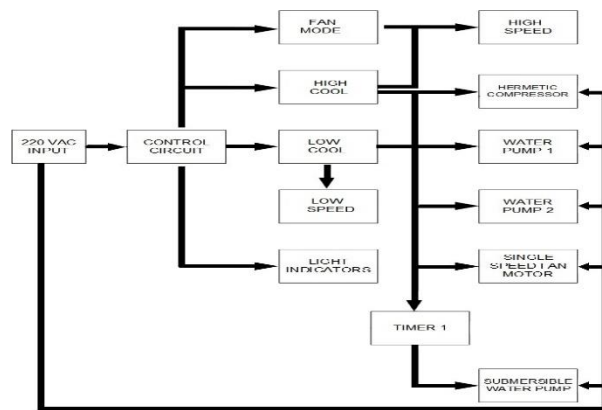 FAN
MODE
HIGH
SPEED
HIGH
COOL
HERMETIC
COMPRESSOR
220 VAC
INPUT
CONTROL
CIRCUIT
LOW
COOL
WATER
PUMP 1
LOW
SPEED
WATER
PUMP 2
LIGHT
INDICATORS
SINGLE
SPEED FAN
MOTOR
TIMER 1
SUBMERSIBLE
WATER PUMP